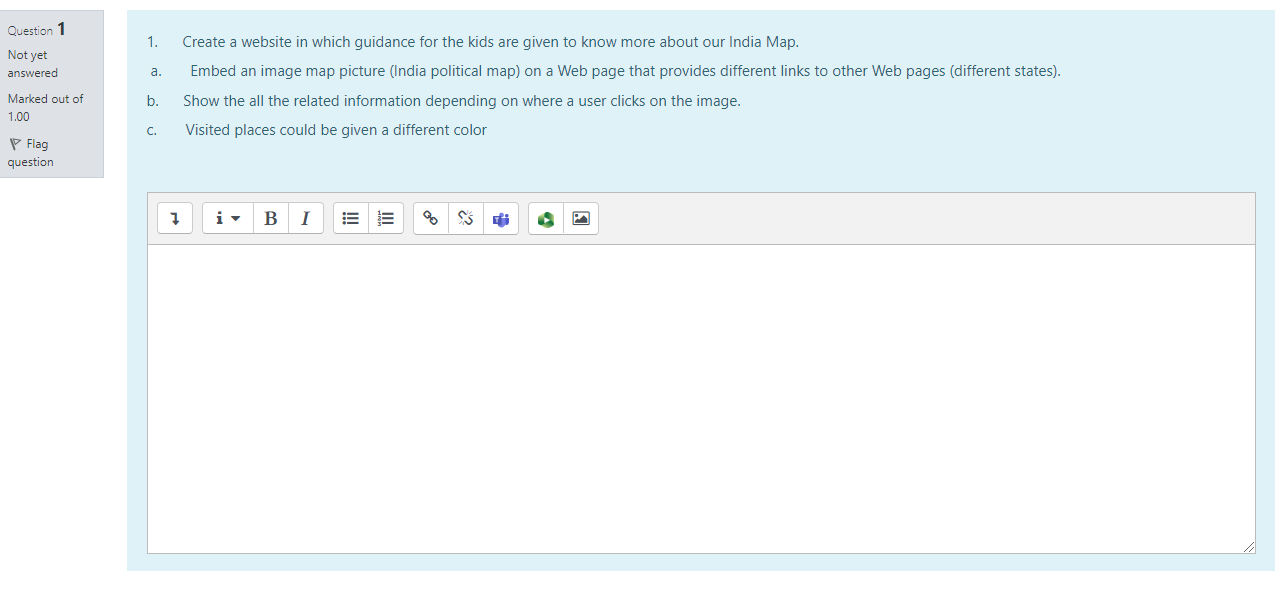 Question 1
Not yet
answered
Marked out of
1.00
Flag
question
1. Create a website in which guidance for the kids are given to know more about our India Map.
a. Embed an image map picture (India political map) on a Web page that provides different links to other Web pages (different states).
b. Show the all the related information depending on where a user clicks on the image.
c. Visited places could be given a different color
i B I